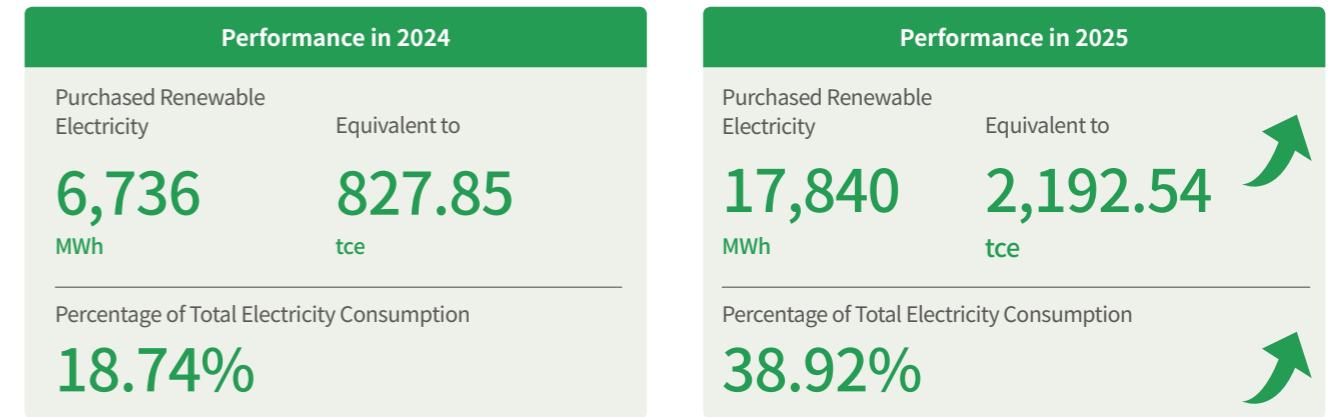 Performance in 2024
Purchased Renewable
Electricity
Equivalent to
6,736
827.85
MWh
tce
Percentage of Total Electricity Consumption
18.74%
Performance in 2025
Purchased Renewable
Electricity
Equivalent to
17,840
2,192.54
MWh
tce
Percentage of Total Electricity Consumption
38.92%